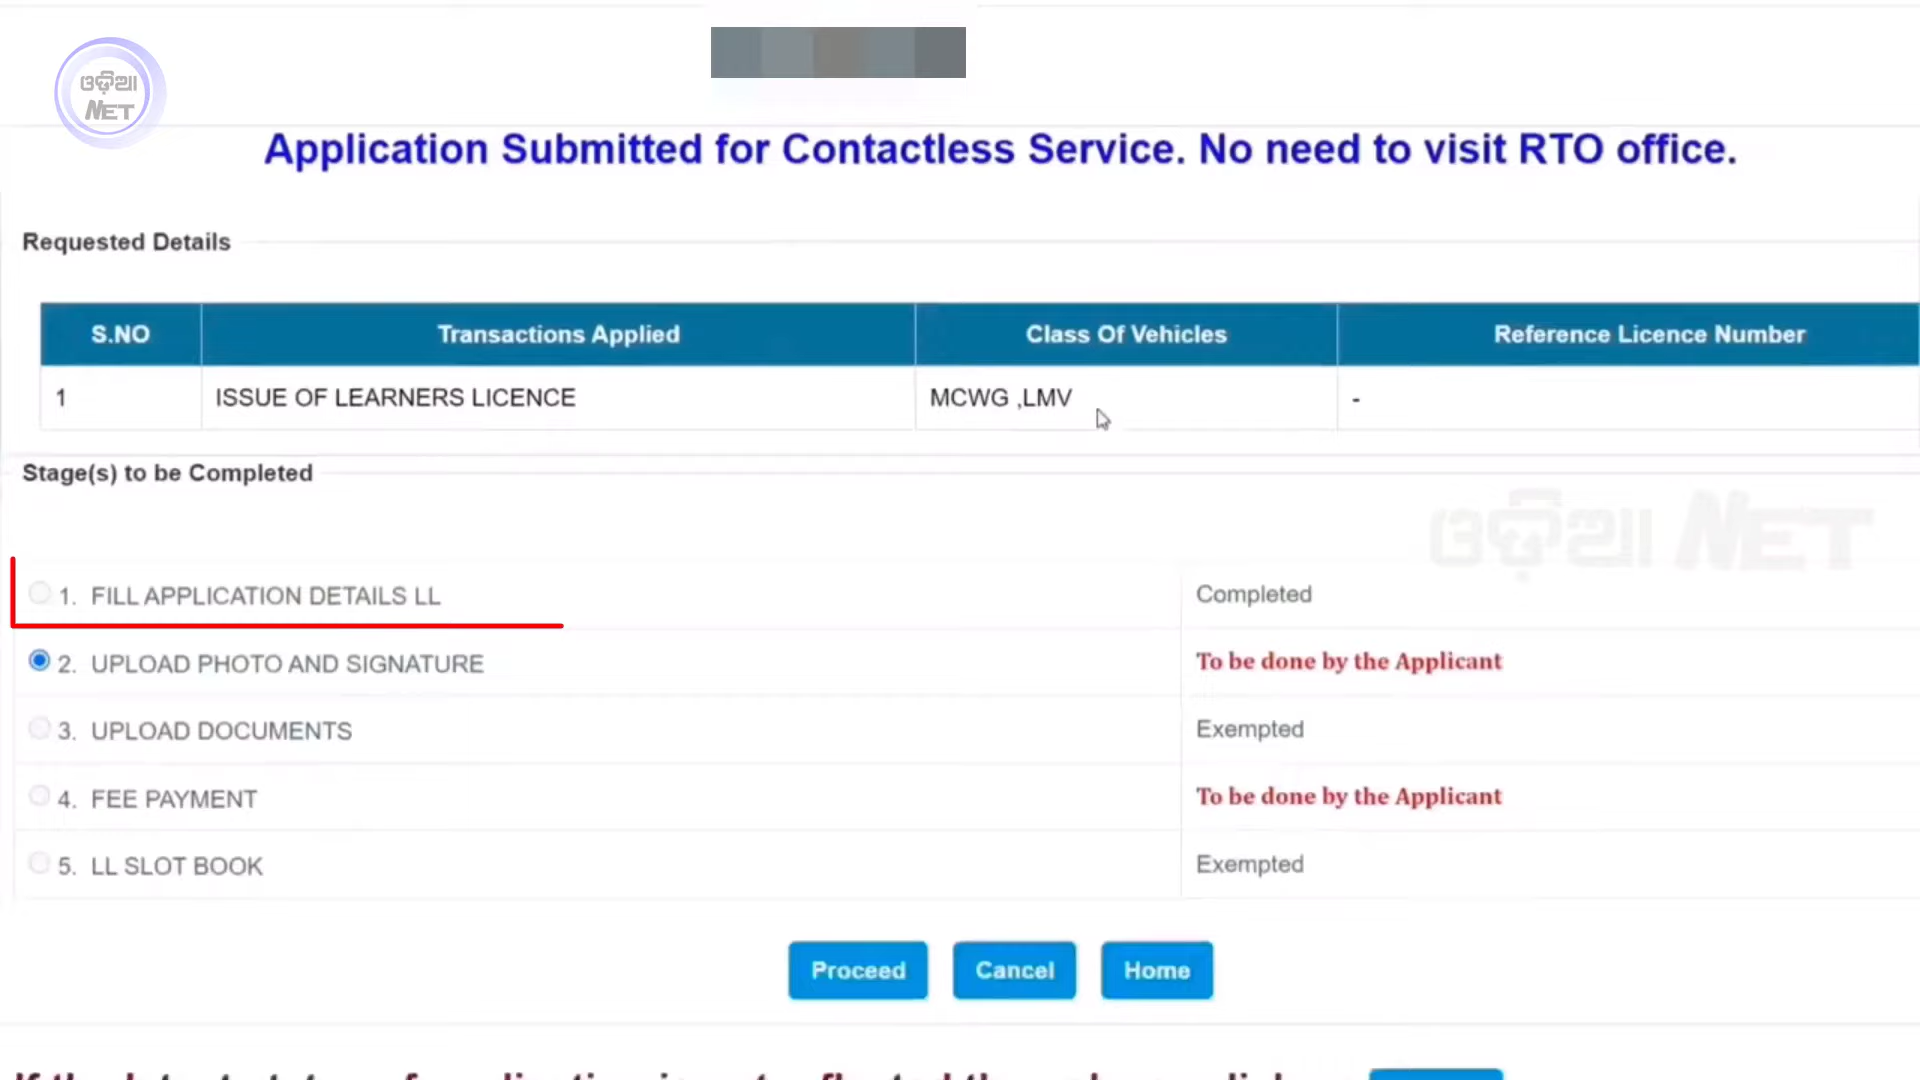 ଓଡ଼ିଆ
NET
Application Submitted for Contactless Service. No need to visit RTO office.
Requested Details
S.NO Transactions Applied Class Of Vehicles Reference Licence Number
1 ISSUE OF LEARNERS LICENCE MCWG ,LMV -
Stage(s) to be Completed
ଓଡ଼ିଆ NET
1. FILL APPLICATION DETAILS LL Completed
2. UPLOAD PHOTO AND SIGNATURE To be done by the Applicant
3. UPLOAD DOCUMENTS Exempted
4. FEE PAYMENT To be done by the Applicant
5. LL SLOT BOOK Exempted
Proceed Cancel Home